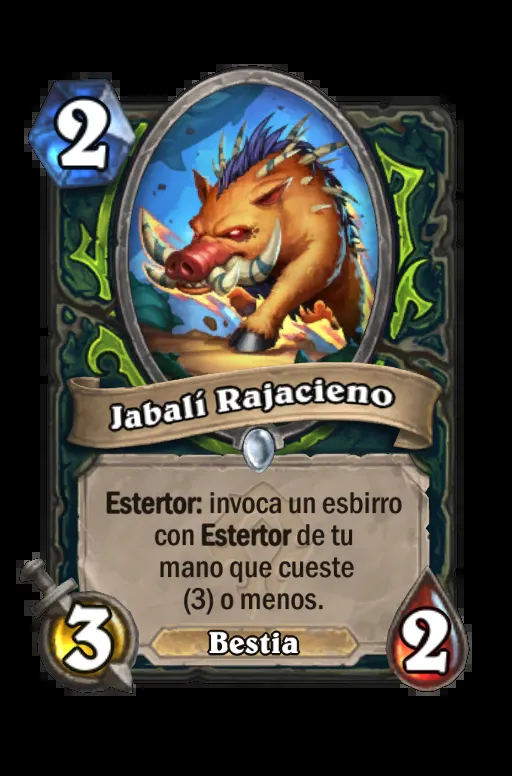 2
Jabalí Rajacieno
Estertor: invoca un esbirro
con Estertor de tu
mano que cueste
(3) o menos.
3
Bestia
2